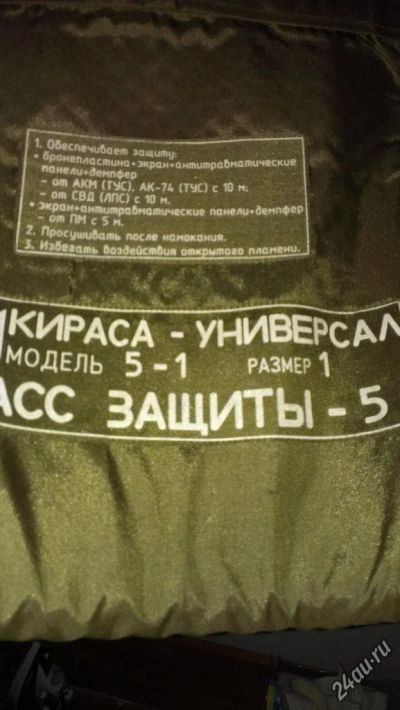 1. Обеспечивает защиту:
• бронепластина+экран+антитравматические
панели+демпфер
– от АКМ (ТУС), АК-74 (ТУС) с 10 м;
– от СВД (ЛПС) с 10 м.
• экран+антитравматические панели+демпфер
– от ПМ с 5 м.
2. Просушивать после намокания.
3. Избегать воздействия открытого пламени.
КИРАСА - УНИВЕРСАЛ
МОДЕЛЬ 5-1 РАЗМЕР 1
АСС ЗАЩИТЫ - 5
24au.ru